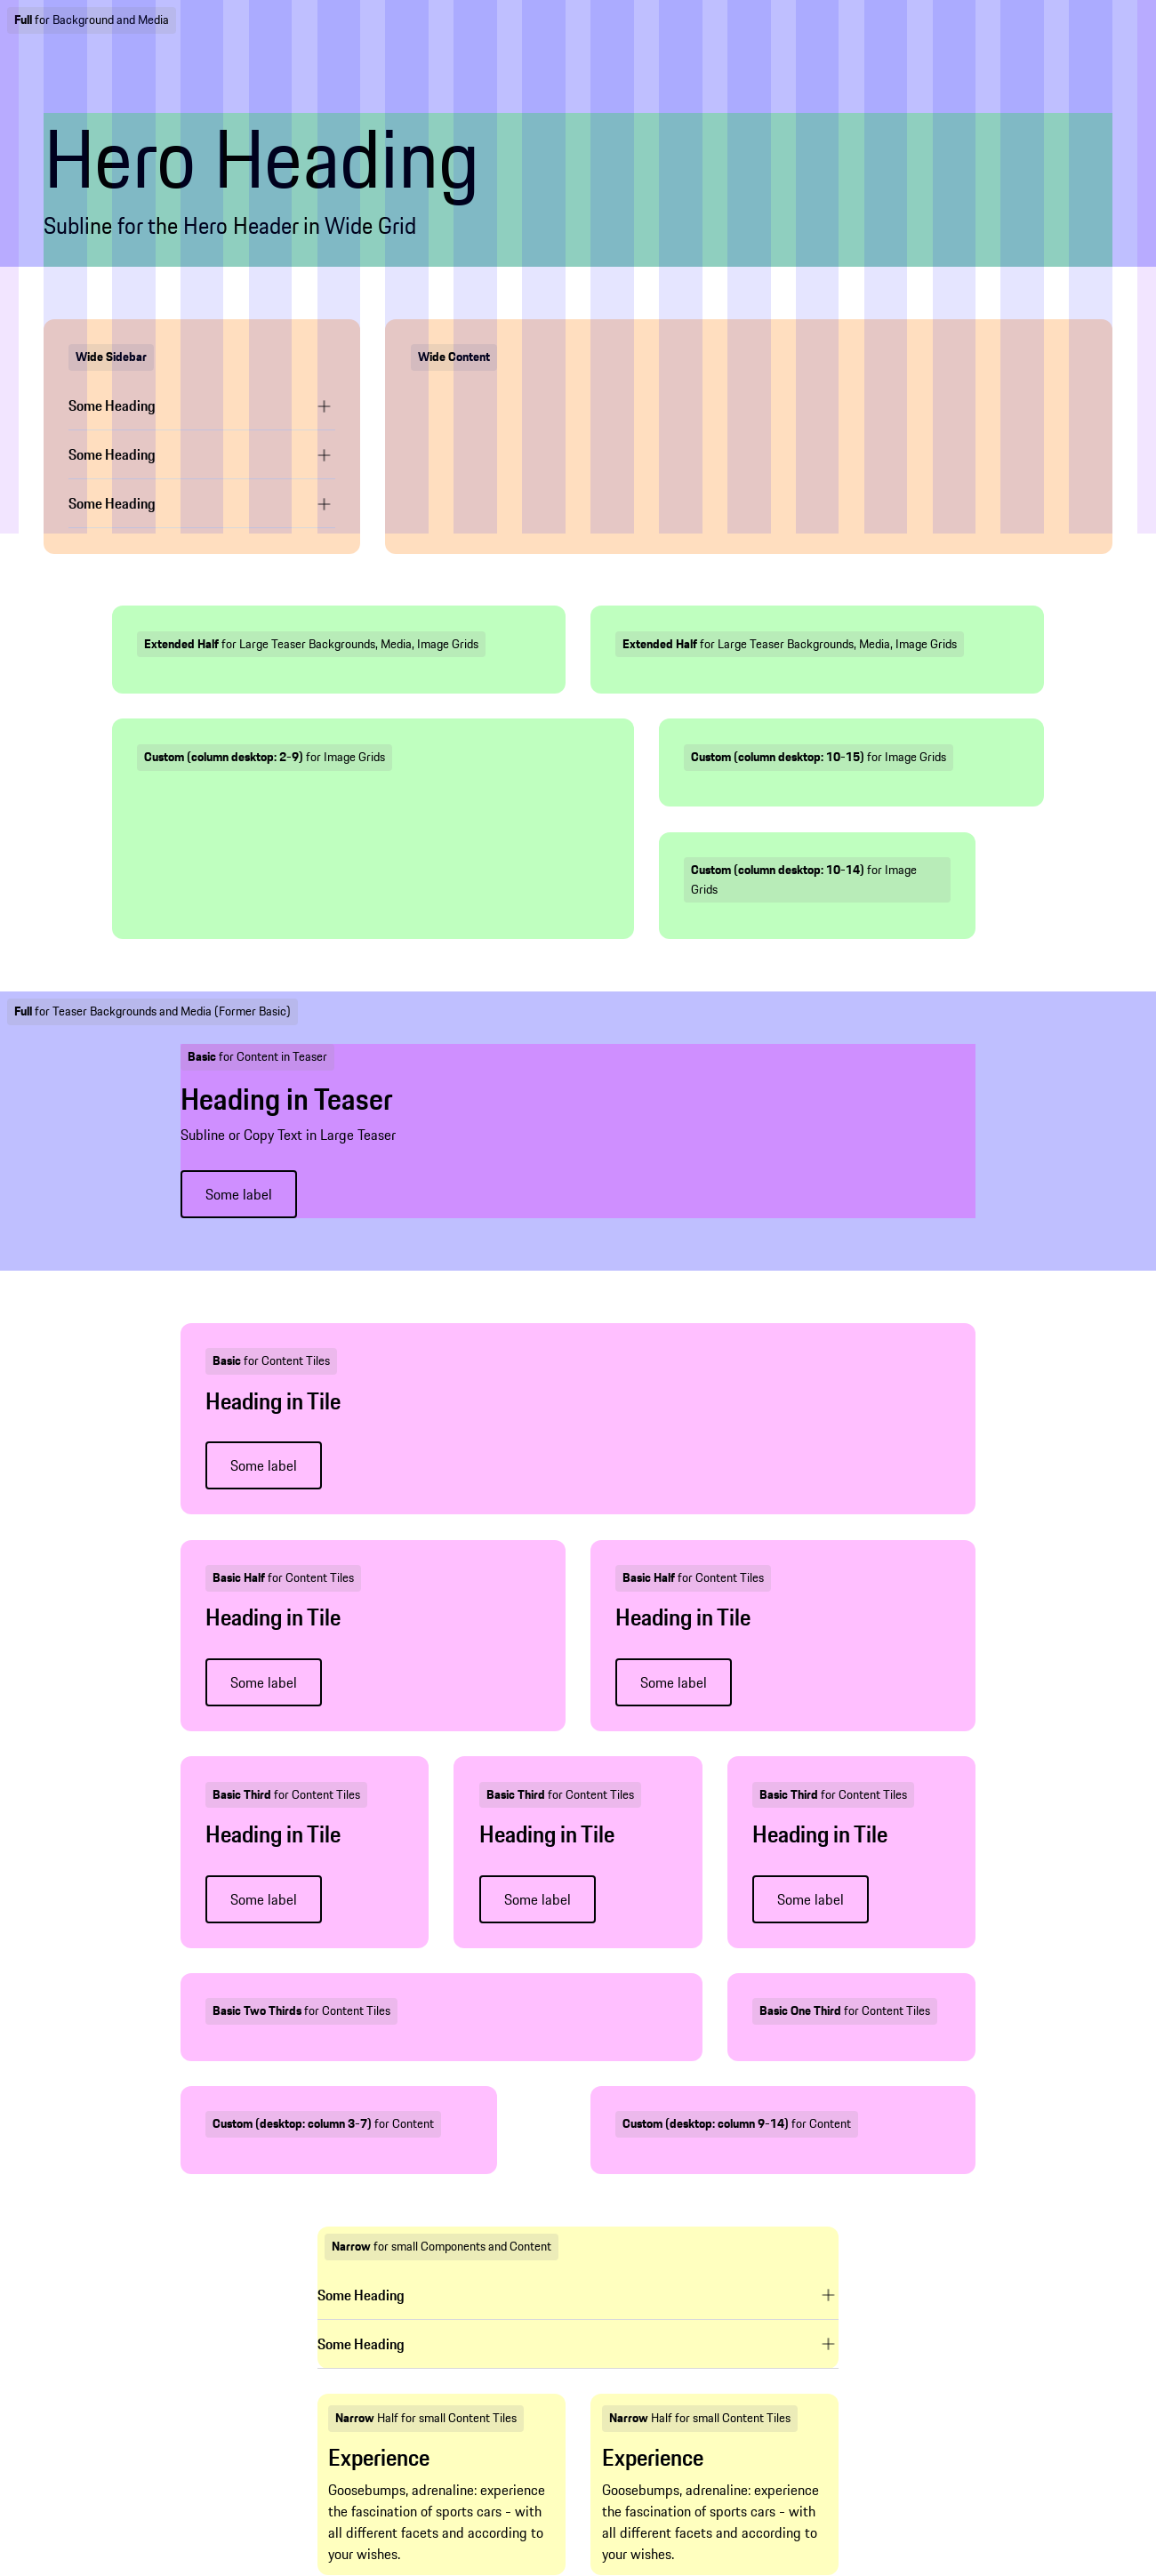 Full for Background and Media
Hero Heading
Subline for the Hero Header in Wide Grid
Wide Sidebar
Some Heading
Some Heading
Some Heading
Wide Content
Extended Half for Large Teaser Backgrounds, Media, Image Grids
Extended Half for Large Teaser Backgrounds, Media, Image Grids
Custom (column desktop: 2-9) for Image Grids
Custom (column desktop: 10-15) for Image Grids
Custom (column desktop: 10-14) for Image
Grids
Full for Teaser Backgrounds and Media (Former Basic)
Basic for Content in Teaser
Heading in Teaser
Subline or Copy Text in Large Teaser
Some label
Basic for Content Tiles
Heading in Tile
Some label
Basic Half for Content Tiles
Heading in Tile
Some label
Basic Half for Content Tiles
Heading in Tile
Some label
Basic Third for Content Tiles
Heading in Tile
Some label
Basic Third for Content Tiles
Heading in Tile
Some label
Basic Third for Content Tiles
Heading in Tile
Some label
Basic Two Thirds for Content Tiles
Basic One Third for Content Tiles
Custom (desktop: column 3-7) for Content
Custom (desktop: column 9-14) for Content
Narrow for small Components and Content
Some Heading
Some Heading
Narrow Half for small Content Tiles
Experience
Goosebumps, adrenaline: experience
the fascination of sports cars - with
all different facets and according to
your wishes.
Narrow Half for small Content Tiles
Experience
Goosebumps, adrenaline: experience
the fascination of sports cars - with
all different facets and according to
your wishes.